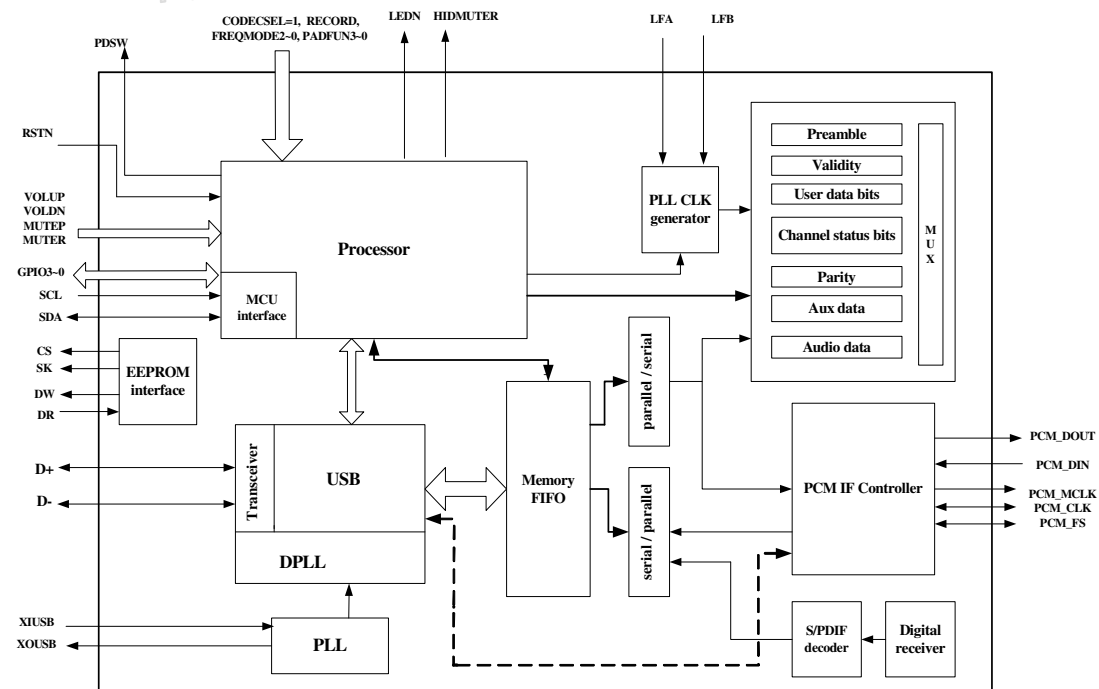 CODECSEL=1, RECORD,
FREQMODE2~0, PADFUN3~0
LEDN
HIDMUTER
LFA
LFB
PDSW
RSTN
VOLUP
VOLDN
MUTEP
MUTER
GPIO3~0
SCL
SDA
CS
SK
DW
DR
D+
D-
XIUSB
XOUSB
Processor
MCU
interface
EEPROM
interface
Transceiver
USB
DPLL
PLL
Memory
FIFO
parallel / serial
serial / parallel
PLL CLK
generator
Preamble
Validity
User data bits
Channel status bits
Parity
Aux data
Audio data
M
U
X
PCM IF Controller
PCM_DOUT
PCM_DIN
PCM_MCLK
PCM_CLK
PCM_FS
S/PDIF
decoder
Digital
receiver